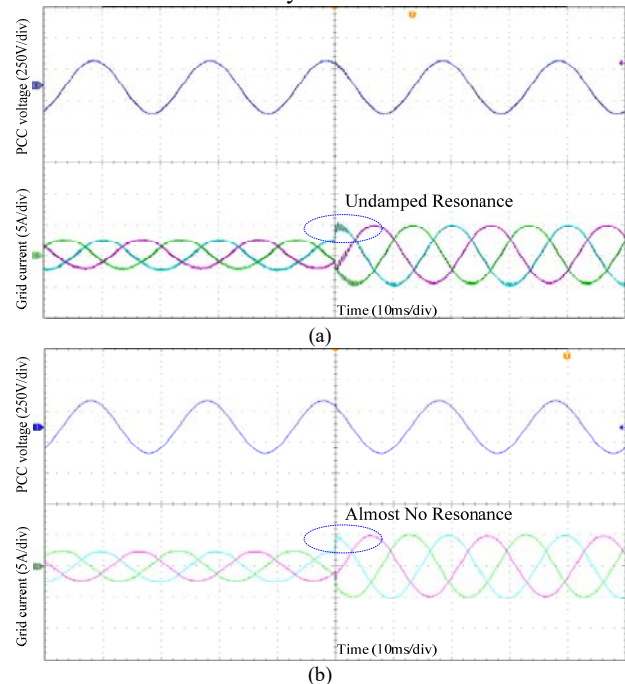 PCC voltage (250V/div)
Undamped Resonance
Grid current (5A/div)
Time (10ms/div)
(a)
PCC voltage (250V/div)
Almost No Resonance
Grid current (5A/div)
Time (10ms/div)
(b)